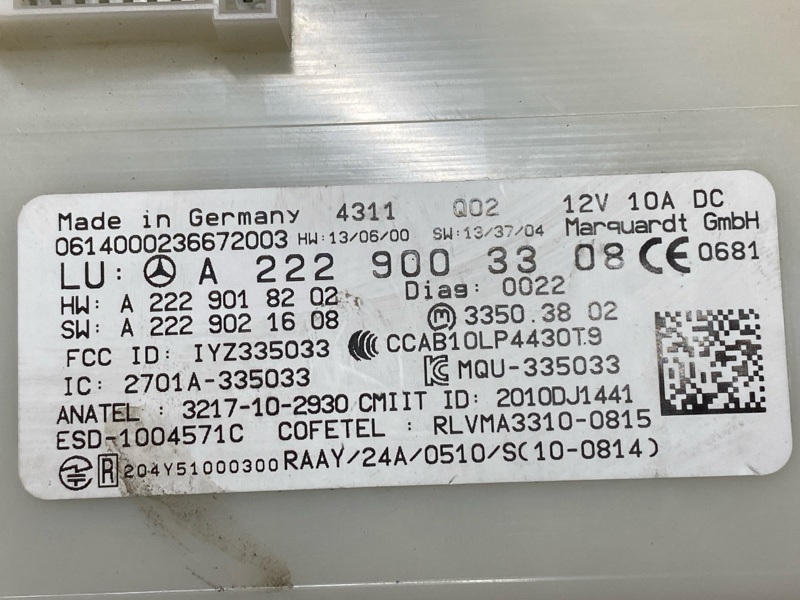 Made in Germany 4311 Q02 12V 10A DC
0614000236672003 HW:13/06/00 SW:13/37/04 Marquardt GmbH
LU: A 222 900 33 08 CE 0681
HW: A 222 901 82 02 Diag: 0022
SW: A 222 902 16 08 3350.38 02
FCC ID: IYZ335033 CCAB10LP4430T.9
IC: 2701A-335033 MQU-335033
ANATEL : 3217-10-2930 CMIIT ID: 2010DJ1441
ESD-1004571C COFETEL : RLVMA3310-0815
R 204Y51000300 RAAY/24A/0510/S(10-0814)